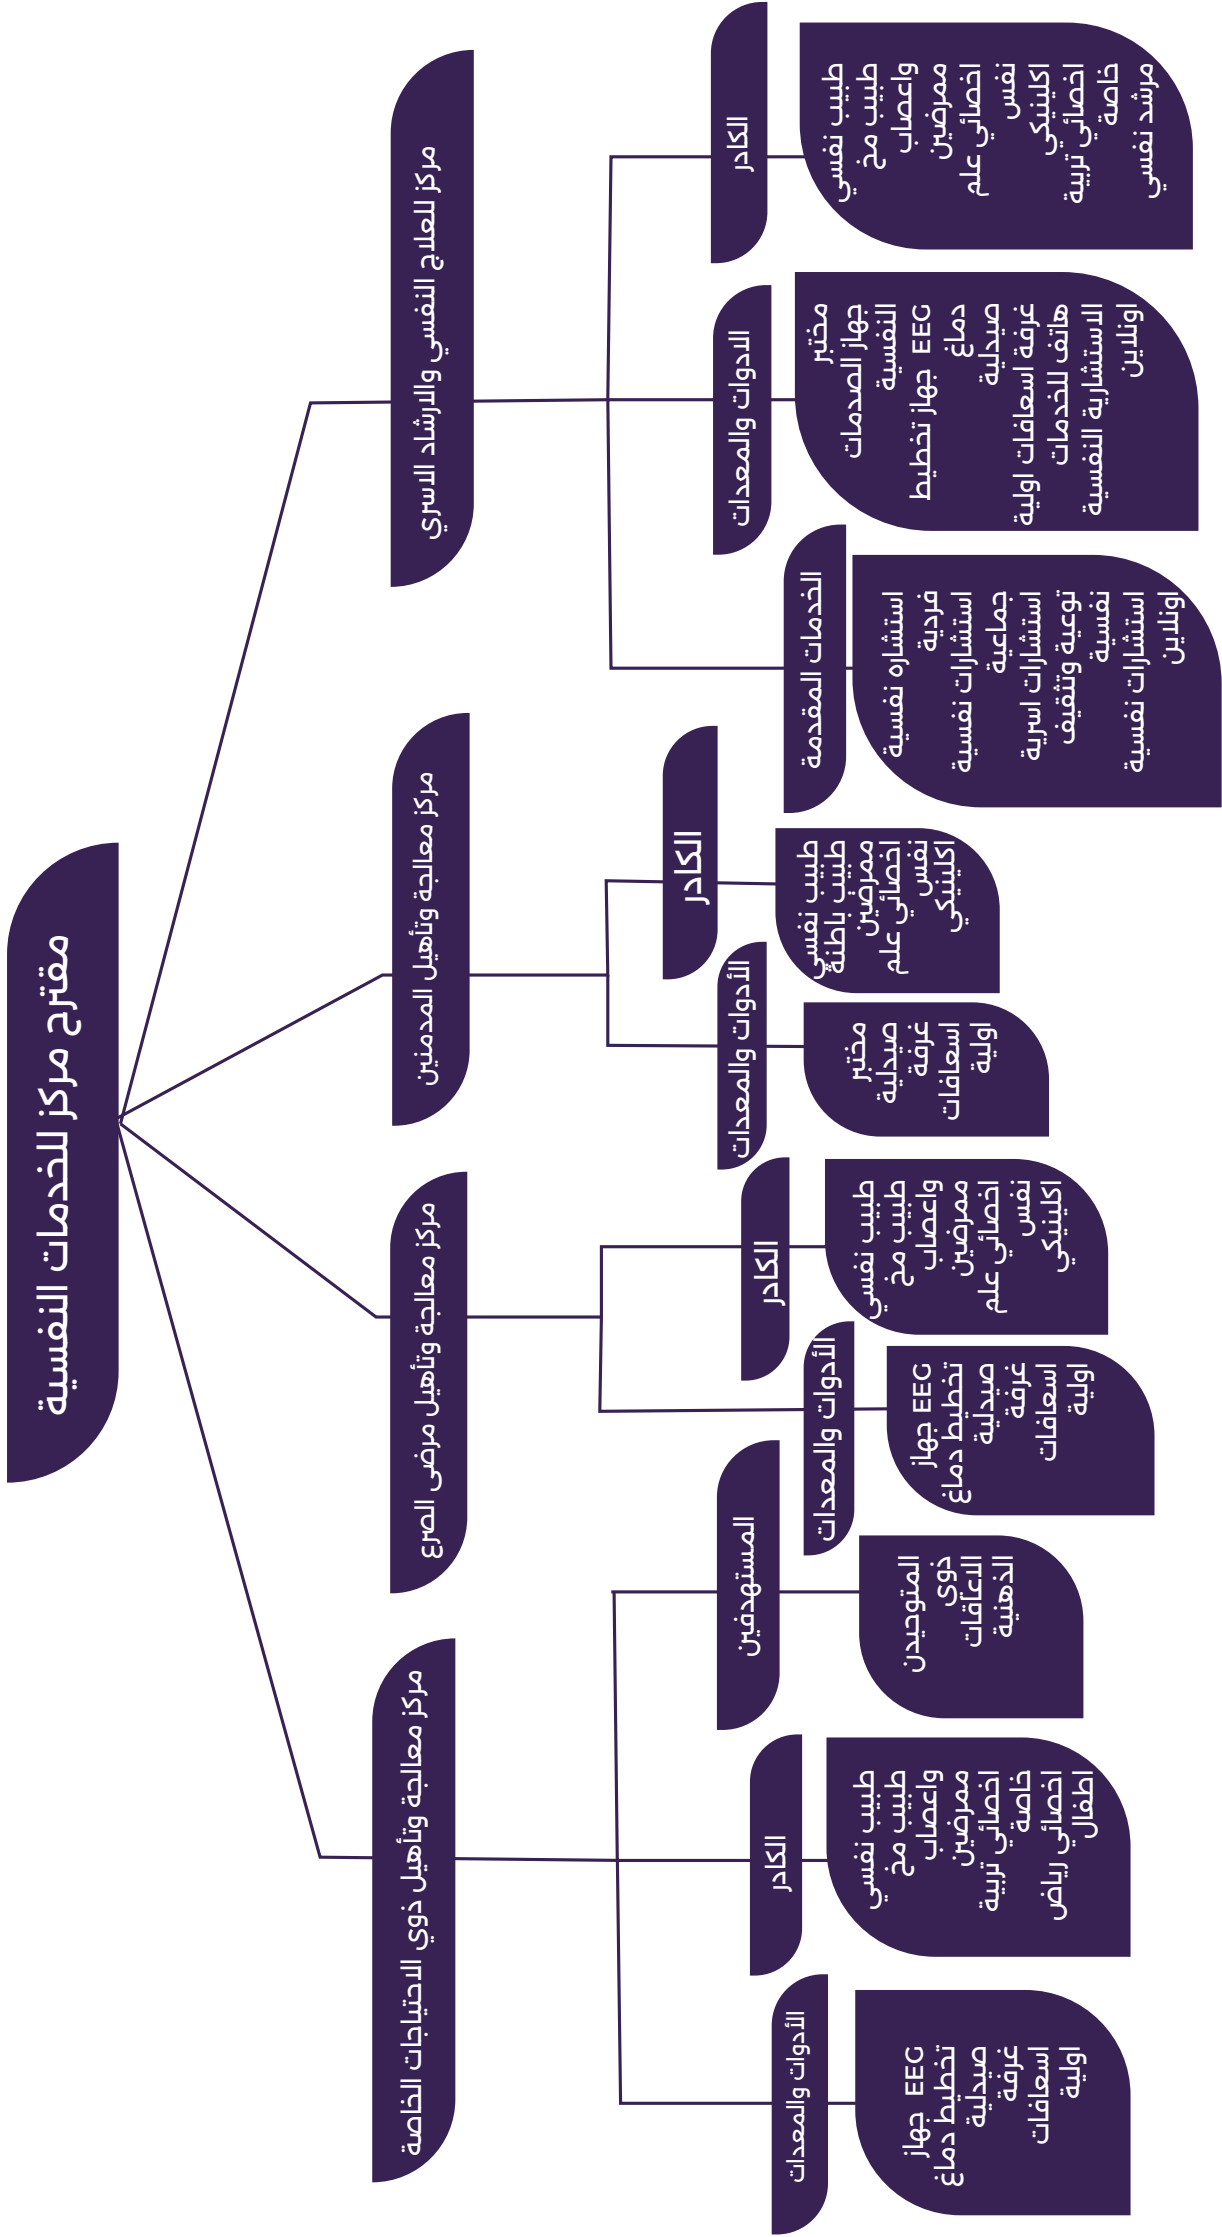 مقترح مركز للخدمات النفسية
مركز للعلاج النفسي والارشاد الاسري
الكادر
طبيب نفسي
طبيب مخ
واعصاب
ممرضين
اخصائي علم
نفس
اكلينيكي
اخصائي تربية
خاصة
مرشد نفسي
الادوات والمعدات
مختبر
جهاز الصدمات
النفسية
جهاز تخطيط EEG
دماغ
صيدلية
غرفة اسعافات اولية
هاتف للخدمات
الاستشارية النفسية
اونلاين
الخدمات المقدمة
استشاره نفسية
فردية
استشارات نفسية
جماعية
استشارات اسرية
توعية وتثقيف
نفسية
استشارات نفسية
اونلاين
مركز معالجة وتأهيل المدمنين
الكادر
طبيب نفسي
طبيب باطنة
ممرضين
اخصائي علم
نفس
اكلينيكي
الأدوات والمعدات
مختبر
صيدلية
غرفة
اسعافات
اولية
مركز معالجة وتأهيل مرضى الصرع
الكادر
طبيب نفسي
طبيب مخ
واعصاب
ممرضين
اخصائي علم
نفس
اكلينيكي
الأدوات والمعدات
جهاز EEG
تخطيط دماغ
صيدلية
غرفة
اسعافات
اولية
مركز معالجة وتأهيل ذوي الاحتياجات الخاصة
المستهدفين
المتوحيدن
ذوى
الاعاقات
الذهنية
الكادر
طبيب نفسي
طبيب مخ
واعصاب
ممرضين
اخصائي تربية
خاصة
اخصائي رياض
اطفال
الأدوات والمعدات
جهاز EEG
تخطيط دماغ
صيدلية
غرفة
اسعافات
اولية